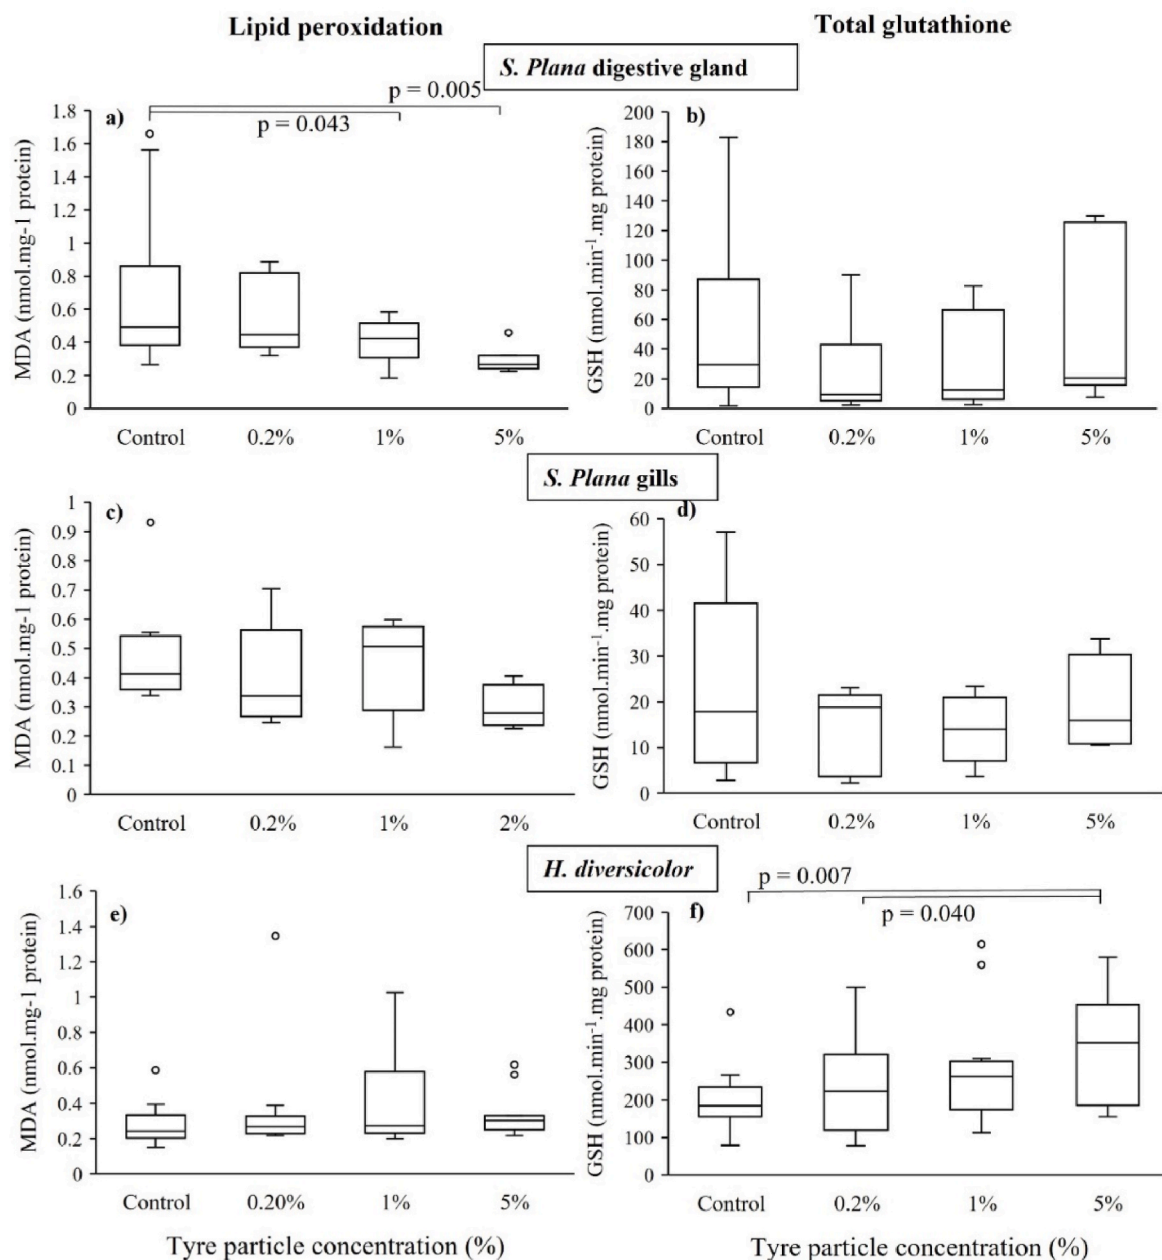 Lipid peroxidation
Total glutathione
S. Plana digestive gland
a)
p = 0.005
p = 0.043
MDA (nmol.mg-1 protein)
1.8
1.6
1.4
1.2
1
0.8
0.6
0.4
0.2
0
Control 0.2% 1% 5%
b)
GSH (nmol.min⁻¹.mg protein)
200
180
160
140
120
100
80
60
40
20
0
Control 0.2% 1% 5%
S. Plana gills
c)
MDA (nmol.mg-1 protein)
1
0.9
0.8
0.7
0.6
0.5
0.4
0.3
0.2
0.1
0
Control 0.2% 1% 2%
d)
GSH (nmol.min⁻¹.mg protein)
60
50
40
30
20
10
0
Control 0.2% 1% 5%
H. diversicolor
e)
MDA (nmol.mg-1 protein)
1.6
1.4
1.2
1
0.8
0.6
0.4
0.2
0
Control 0.20% 1% 5%
Tyre particle concentration (%)
f)
p = 0.007
p = 0.040
GSH (nmol.min⁻¹.mg protein)
700
600
500
400
300
200
100
0
Control 0.2% 1% 5%
Tyre particle concentration (%)